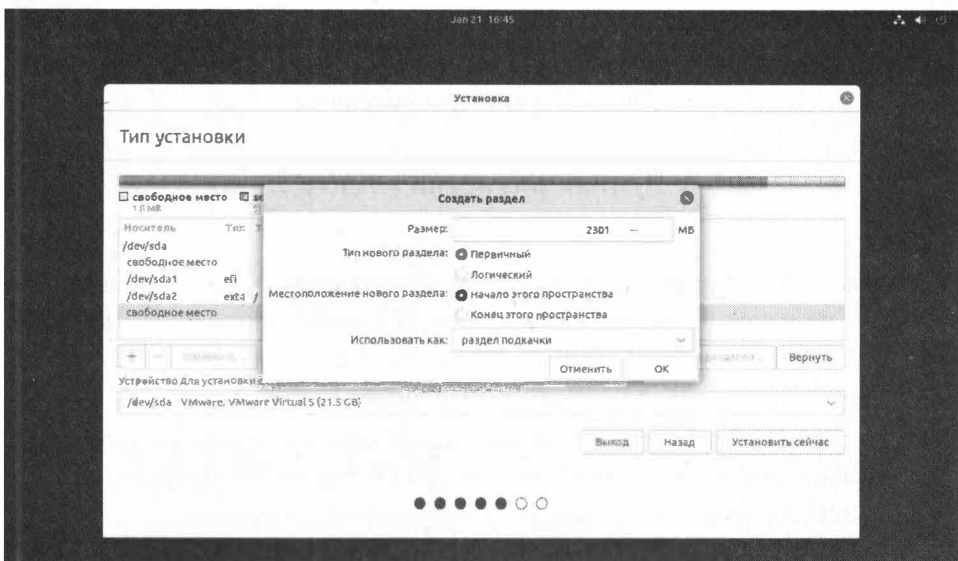 Jan 21 16:45
Установка
Тип установки
свободное место
1.0 MB
Создать раздел
Размер: 2301 — МБ
Тип нового раздела: Первичный
Логический
Местоположение нового раздела: Начало этого пространства
Конец этого пространства
Использовать как: раздел подкачки
Отменить OK
Носитель Тип
/dev/sda
свободное место
/dev/sda1 efi
/dev/sda2 ext4 /
свободное место
+ – Вернуть
Устройство для установки
/dev/sda VMware, VMware Virtual S (21.5 GB)
Выход Назад Установить сейчас